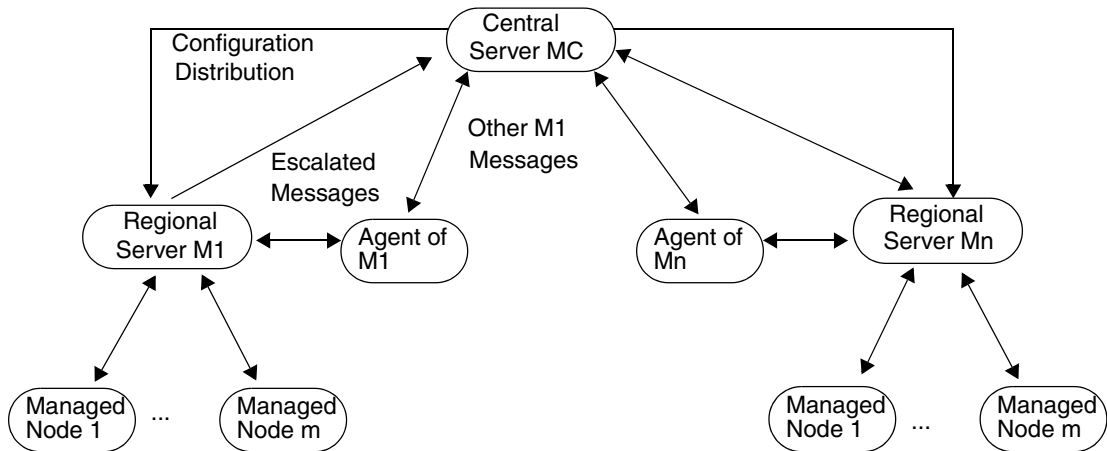 Central
Server MC
Configuration
Distribution
Other M1
Messages
Escalated
Messages
Regional
Server M1
Agent of
M1
Agent of
Mn
Regional
Server Mn
Managed
Node 1
...
Managed
Node m
Managed
Node 1
...
Managed
Node m